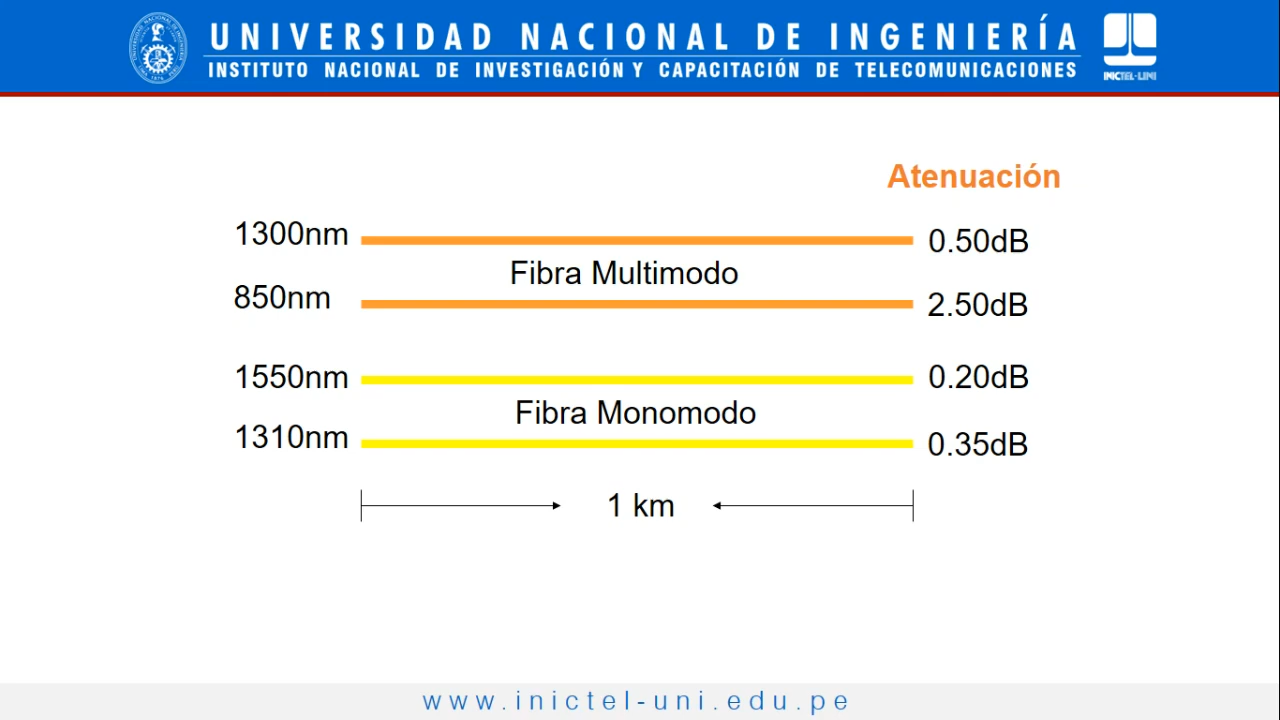 UNIVERSIDAD NACIONAL DE INGENIERÍA
INSTITUTO NACIONAL DE INVESTIGACIÓN Y CAPACITACIÓN DE TELECOMUNICACIONES
INICTEL-UNI
Atenuación
1300nm 0.50dB
Fibra Multimodo
850nm 2.50dB
1550nm 0.20dB
Fibra Monomodo
1310nm 0.35dB
1 km
www.inictel-uni.edu.pe